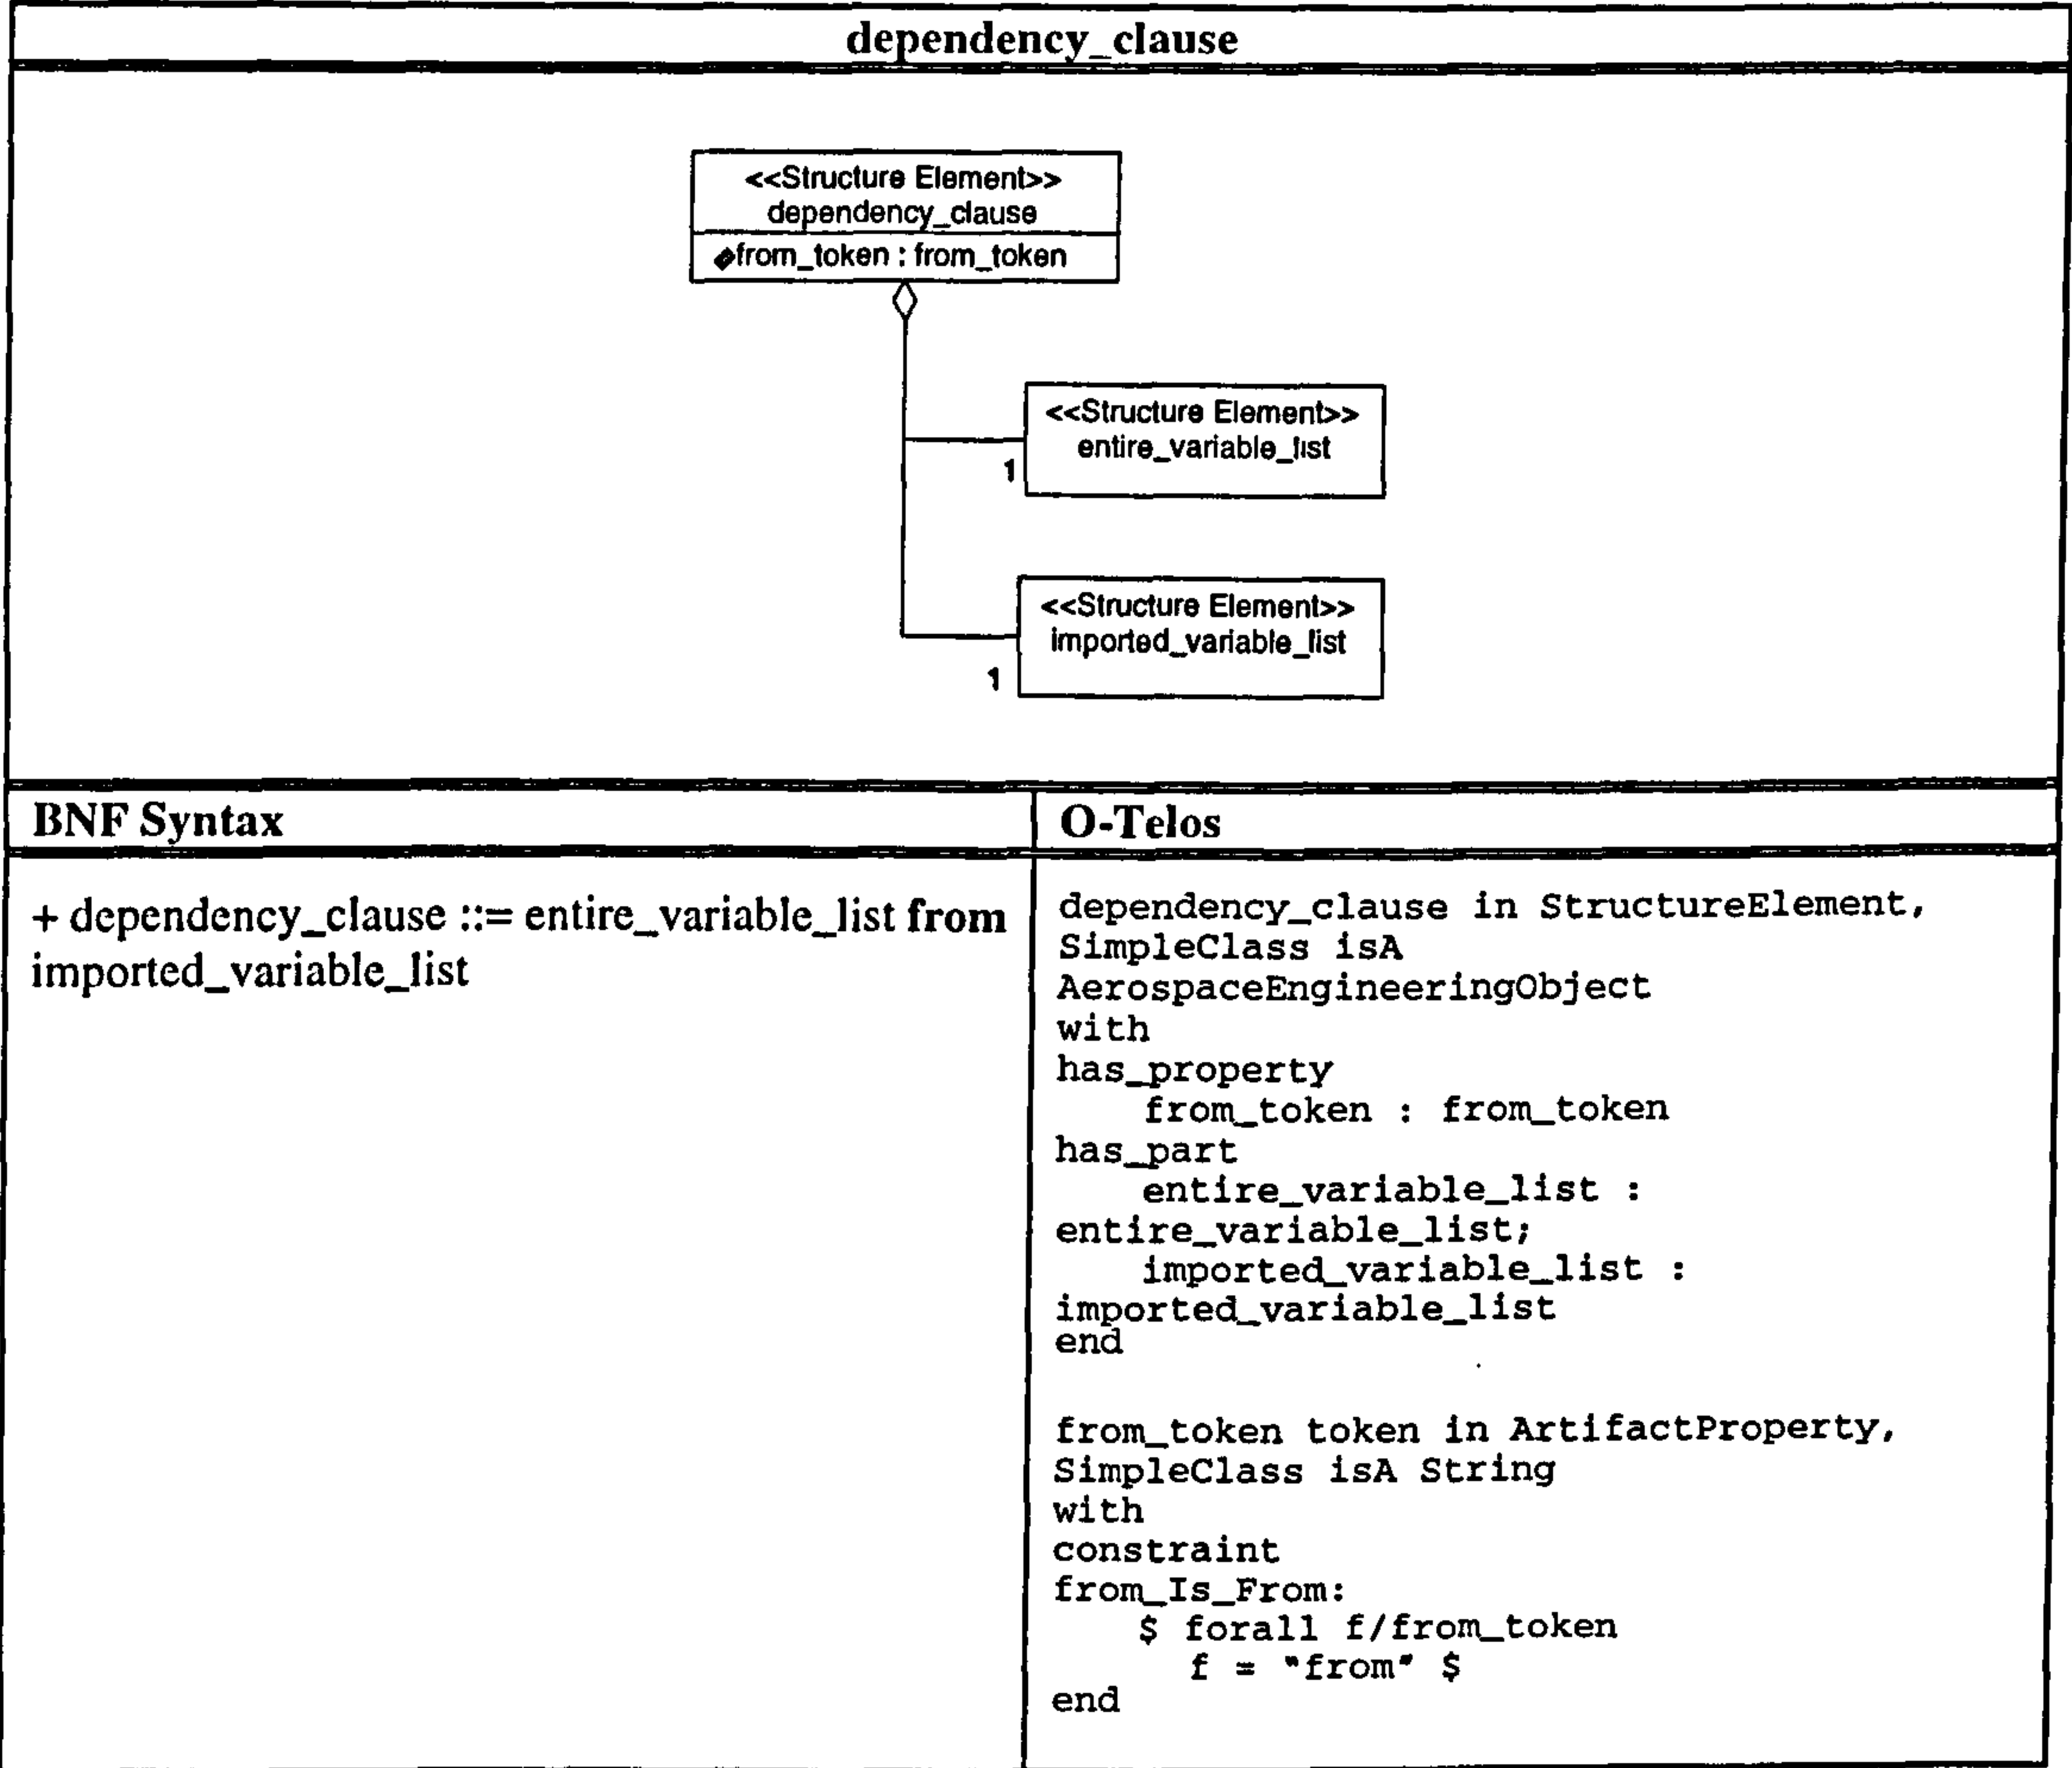 dependency_clause
<<Structure Element>>
dependency_clause
from_token : from_token
<<Structure Element>>
entire_variable_list
1
<<Structure Element>>
imported_variable_list
1
BNF Syntax
+ dependency_clause ::= entire_variable_list from
imported_variable_list
O-Telos
dependency_clause in StructureElement,
SimpleClass isA
AerospaceEngineeringObject
with
has_property
from_token : from_token
has_part
entire_variable_list :
entire_variable_list;
imported_variable_list :
imported_variable_list
end
from_token token in ArtifactProperty,
SimpleClass isA String
with
constraint
from_Is_From:
$ forall f/from_token
f = "from" $
end